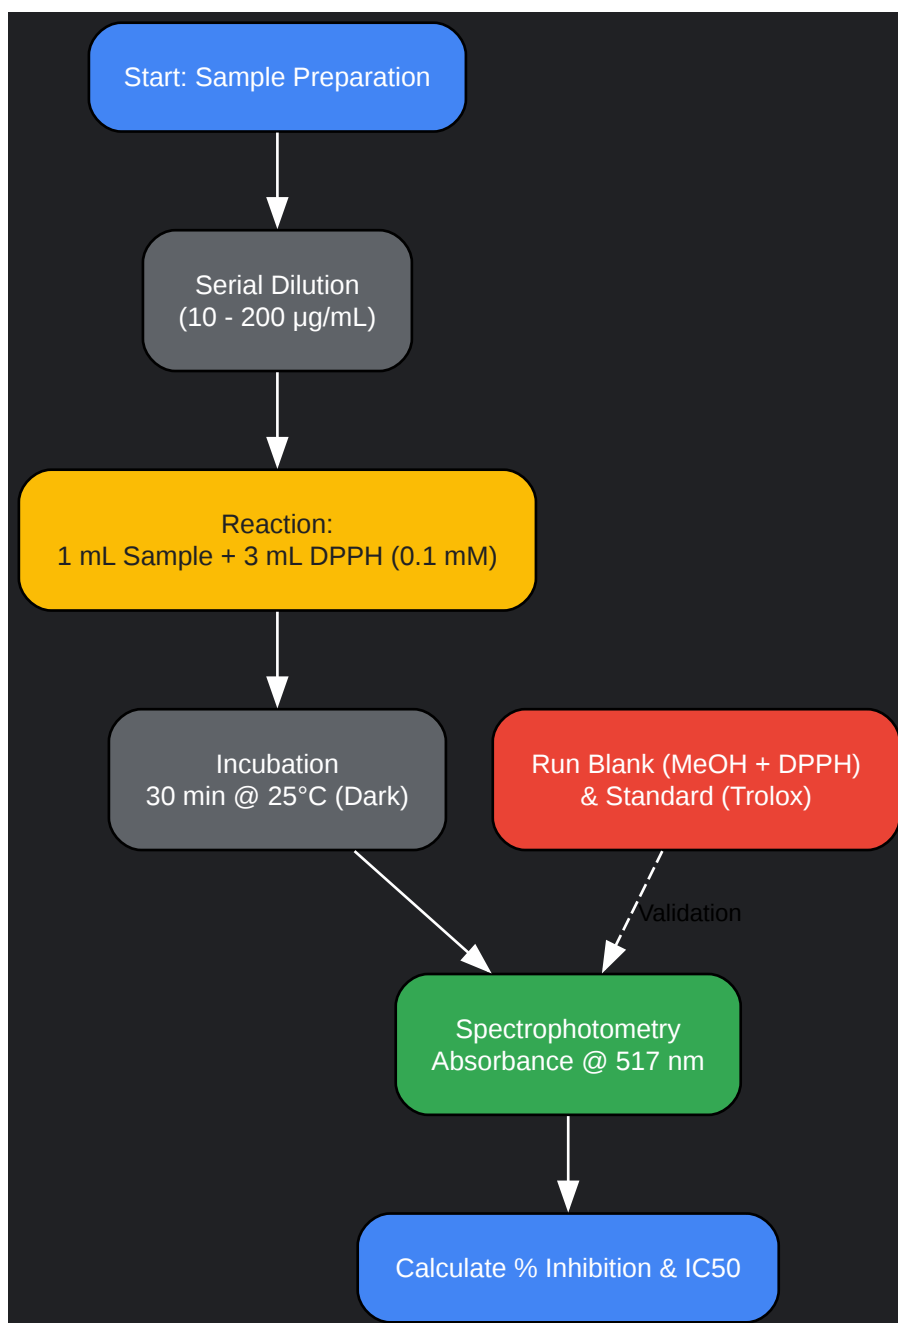 Start: Sample Preparation
Serial Dilution
(10 - 200 μg/mL)
Reaction:
1 mL Sample + 3 mL DPPH (0.1 mM)
Incubation
30 min @ 25°C (Dark)
Run Blank (MeOH + DPPH)
& Standard (Trolox)
Validation
Spectrophotometry
Absorbance @ 517 nm
Calculate % Inhibition & IC50